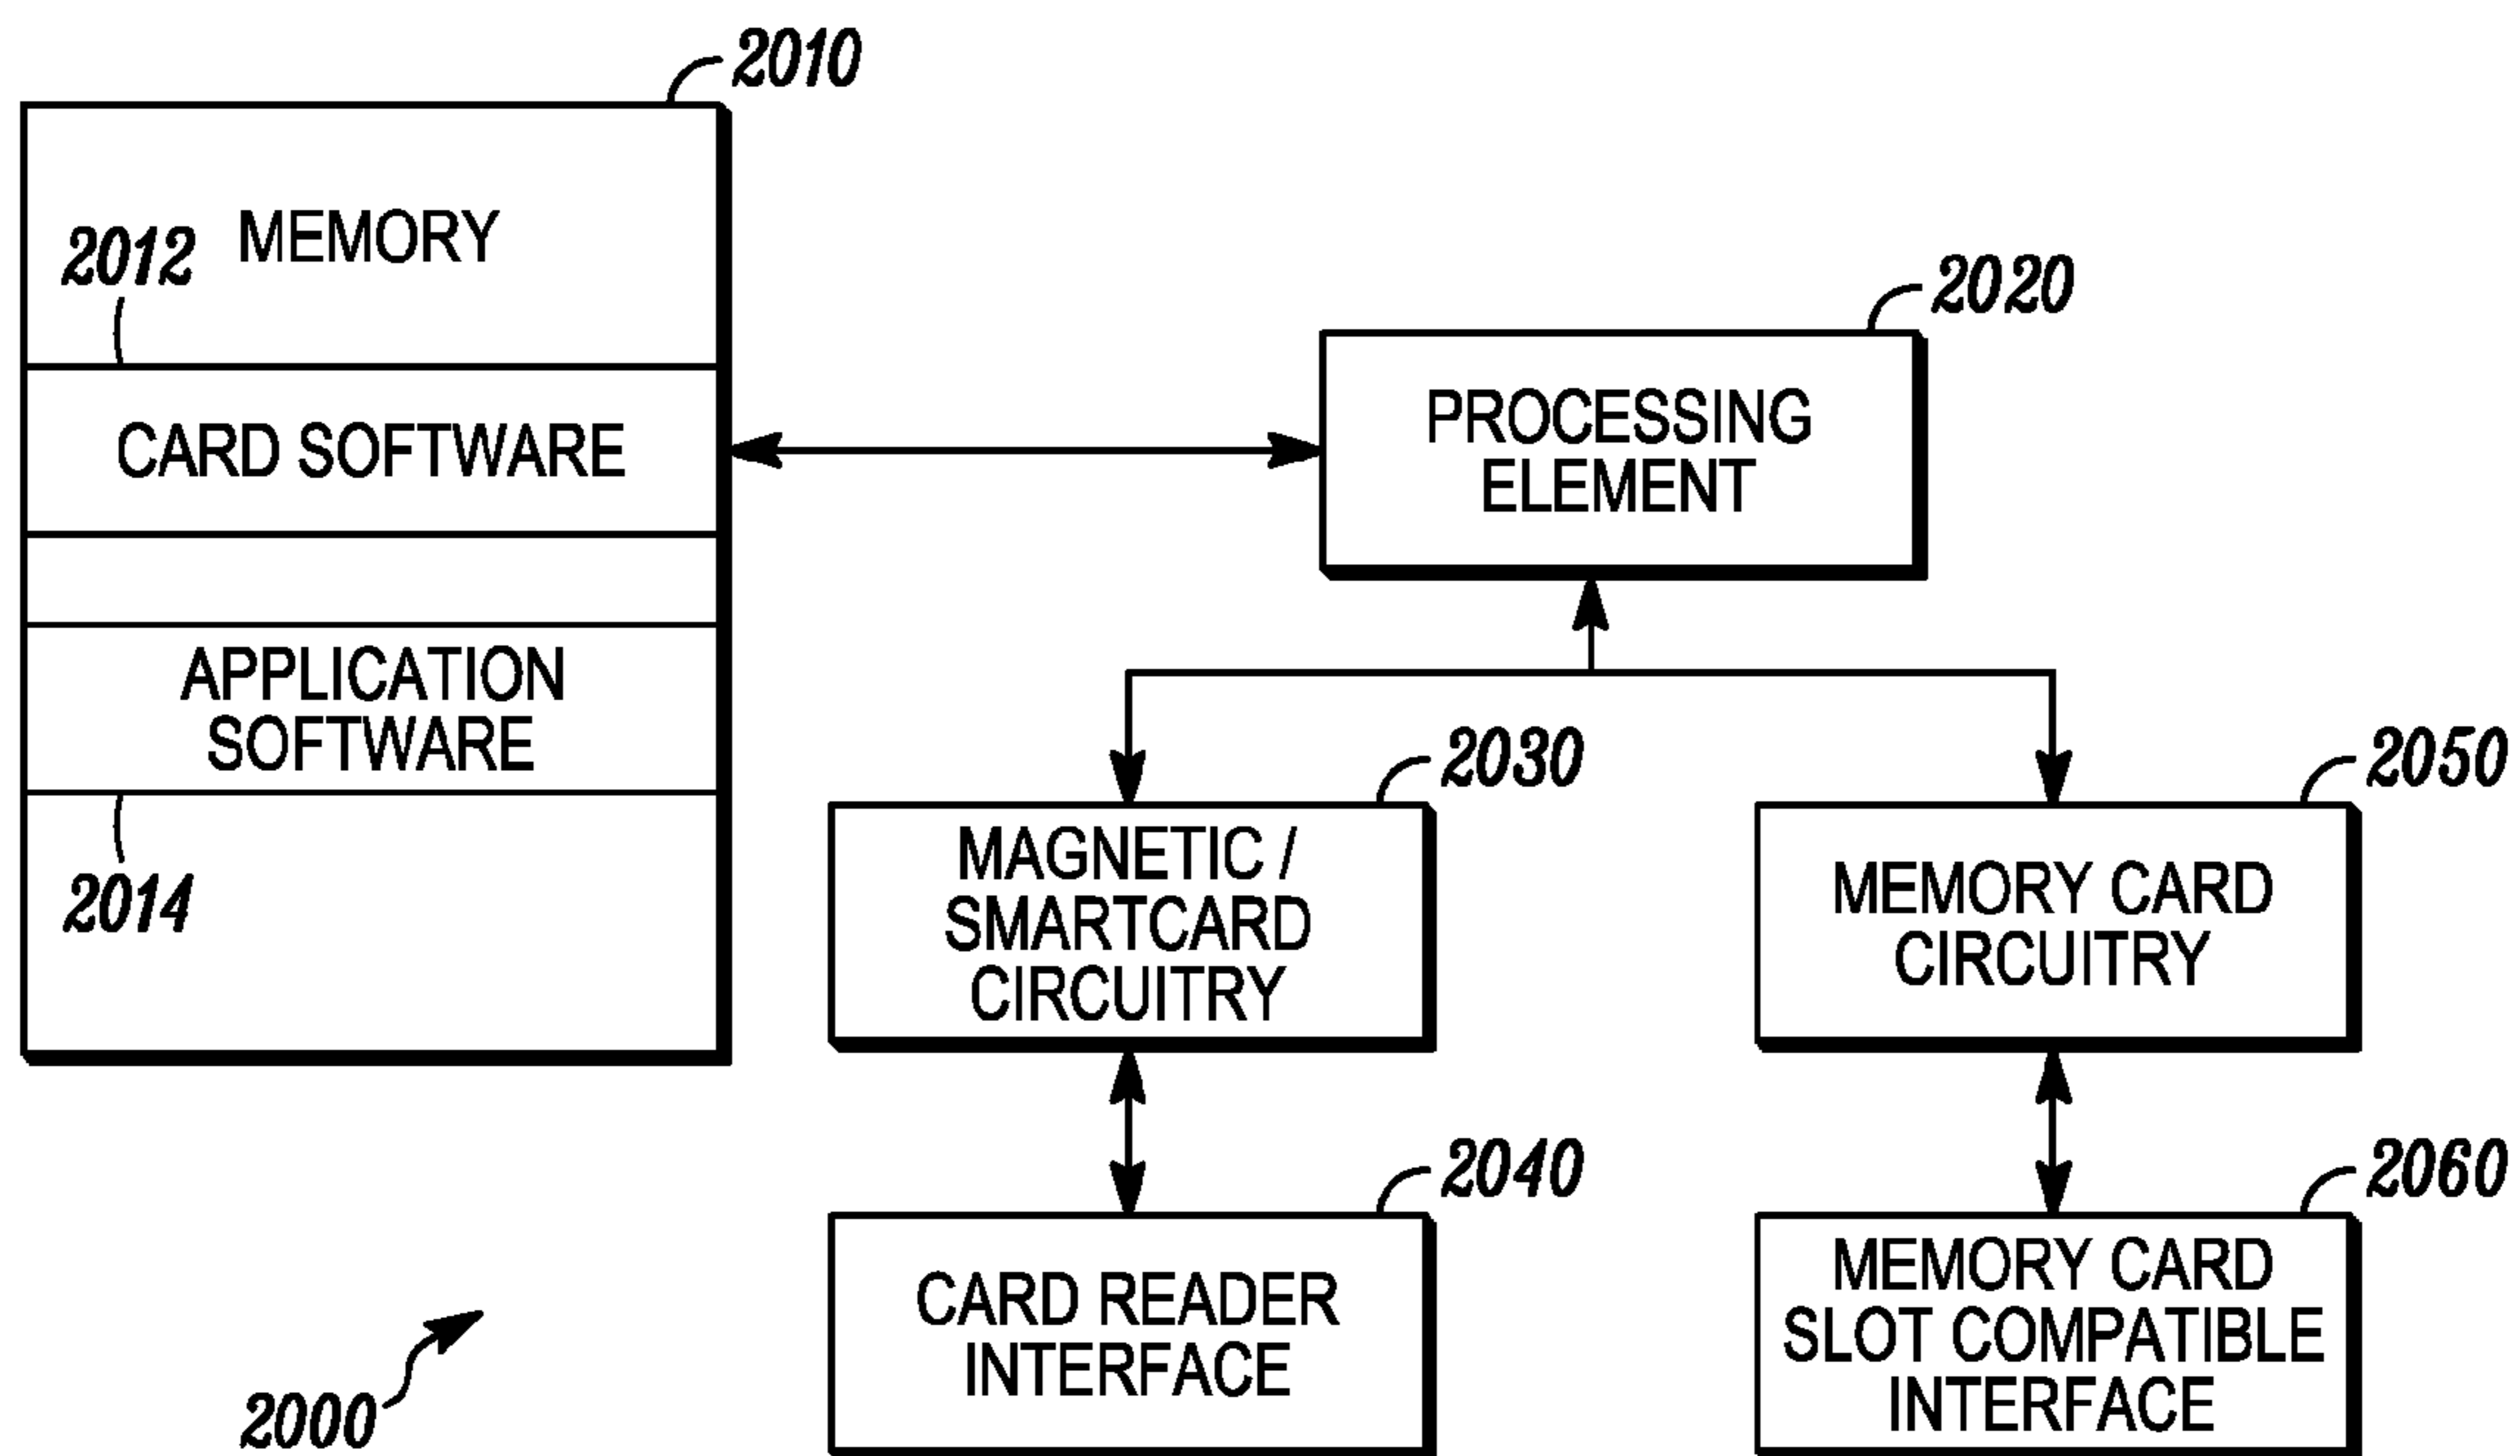 2010
MEMORY
2012
CARD SOFTWARE
APPLICATION
SOFTWARE
2014
2020
PROCESSING
ELEMENT
2030
MAGNETIC /
SMARTCARD
CIRCUITRY
2050
MEMORY CARD
CIRCUITRY
2040
CARD READER
INTERFACE
2060
MEMORY CARD
SLOT COMPATIBLE
INTERFACE
2000